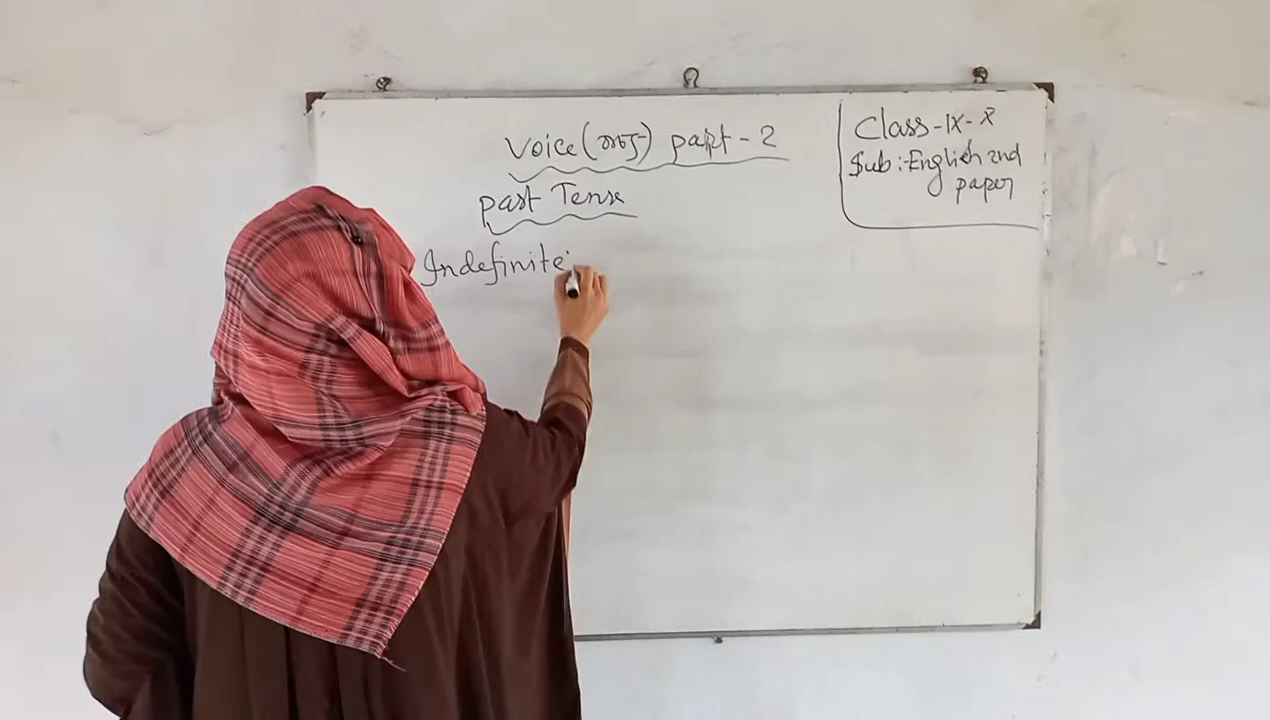 Voice (বাচ্য) part - 2
past Tense
Indefinite:
Class - IX - X
Sub : English 2nd
paper